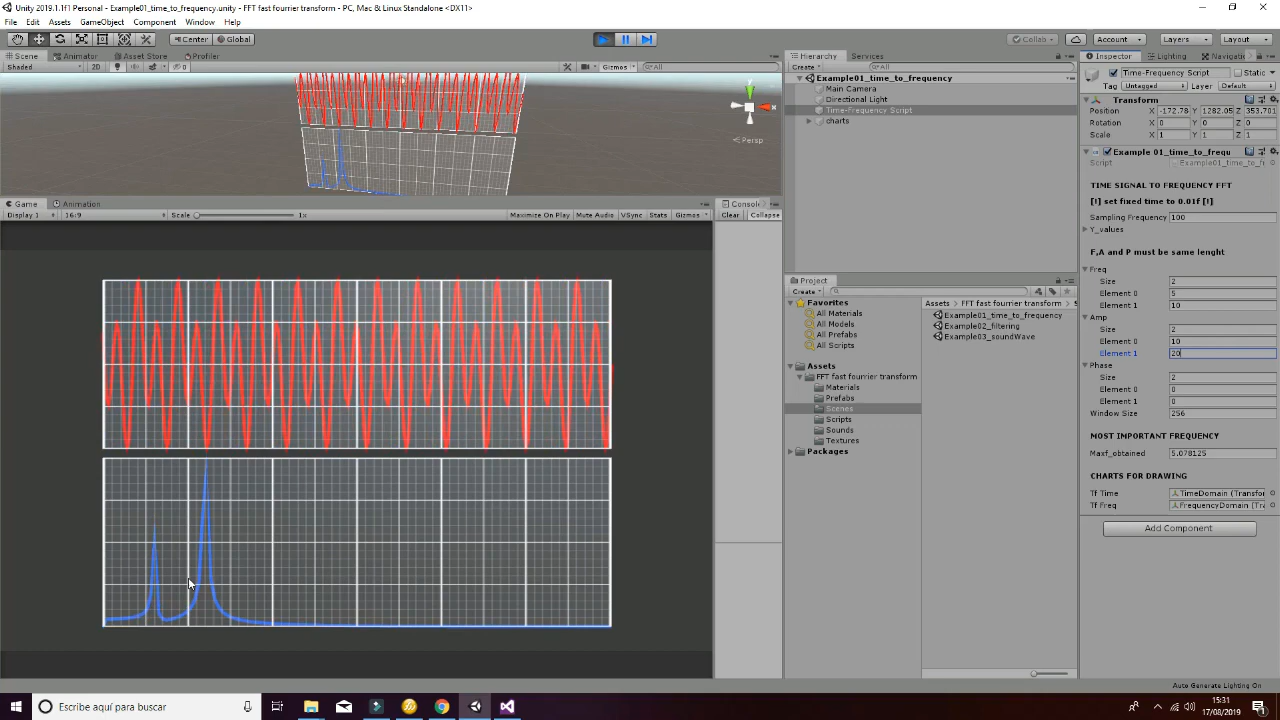 Unity 2019.1.1f1 Personal - Example01_time_to_frequency.unity - FFT fast fourrier transform - PC, Mac & Linux Standalone <DX11>
File Edit Assets GameObject Component Window Help
Center Global Collab Account Layers Layout
Scene Animator Asset Store Profiler
Shaded 2D Gizmos All
Persp
Game Animation
Display 1 16:9 Scale 1x Maximize On Play Mute Audio VSync Stats Gizmos
Console
Clear Collapse
Hierarchy Services
Create All
Example01_time_to_frequency
Main Camera
Directional Light
Time-Frequency Script
charts
Project
Create
Favorites
All Materials
All Models
All Prefabs
All Scripts
Assets
FFT fast fourrier transform
Materials
Prefabs
Scenes
Scripts
Sounds
Textures
Packages
Assets FFT fast fourrier transform
Example01_time_to_frequency
Example02_filtering
Example03_soundWave
Inspector Lighting
Time-Frequency Script Static
Tag Untagged Layer Default
Transform
Position X -172.78 Y 1282.05 Z 353.701
Rotation X 0 Y 0 Z 0
Scale X 1 Y 1 Z 1
Example 01_time_to_frequ
Script
TIME SIGNAL TO FREQUENCY FFT
[!] set fixed time to 0.01f [!]
Sampling Frequency 100
Y_values
F,A and P must be same lenght
Freq
Size 2
Element 0 5
Element 1 10
Amp
Size 2
Element 0 10
Element 1 20
Phase
Size 2
Element 0 0
Element 1 0
Window Size 256
MOST IMPORTANT FREQUENCY
Maxf_obtained 5.078125
CHARTS FOR DRAWING
Tf Time TimeDomain (Transfor
Tf Freq FrequencyDomain (Tra
Add Component
Auto Generate Lighting On
Escribe aquí para buscar
15:31
17/08/2019